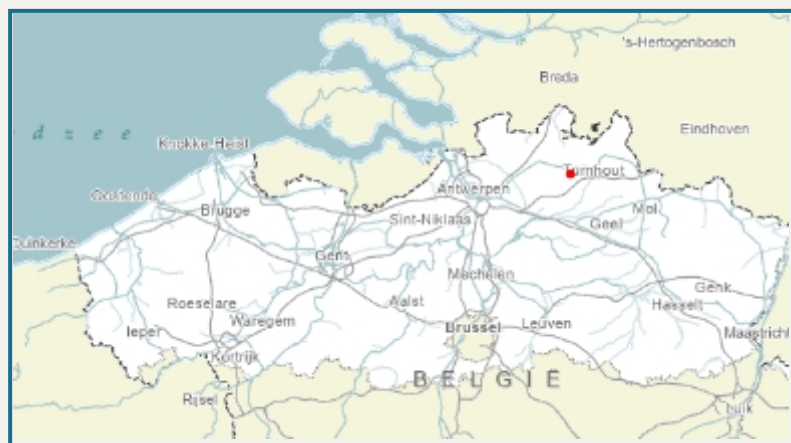 's-Hertogenbosch
Breda
d z e e
Eindhoven
Knokke-Heist
Turnhout
Oostende
Antwerpen
Brugge
Sint-Niklaas
Mol
Geel
Duinkerke
Gent
Mechelen
Genk
Roeselare
Aalst
Hasselt
Waregem
Ieper
Brussel
Leuven
Maastricht
Kortrijk
BELGIË
Rijsel
Luik